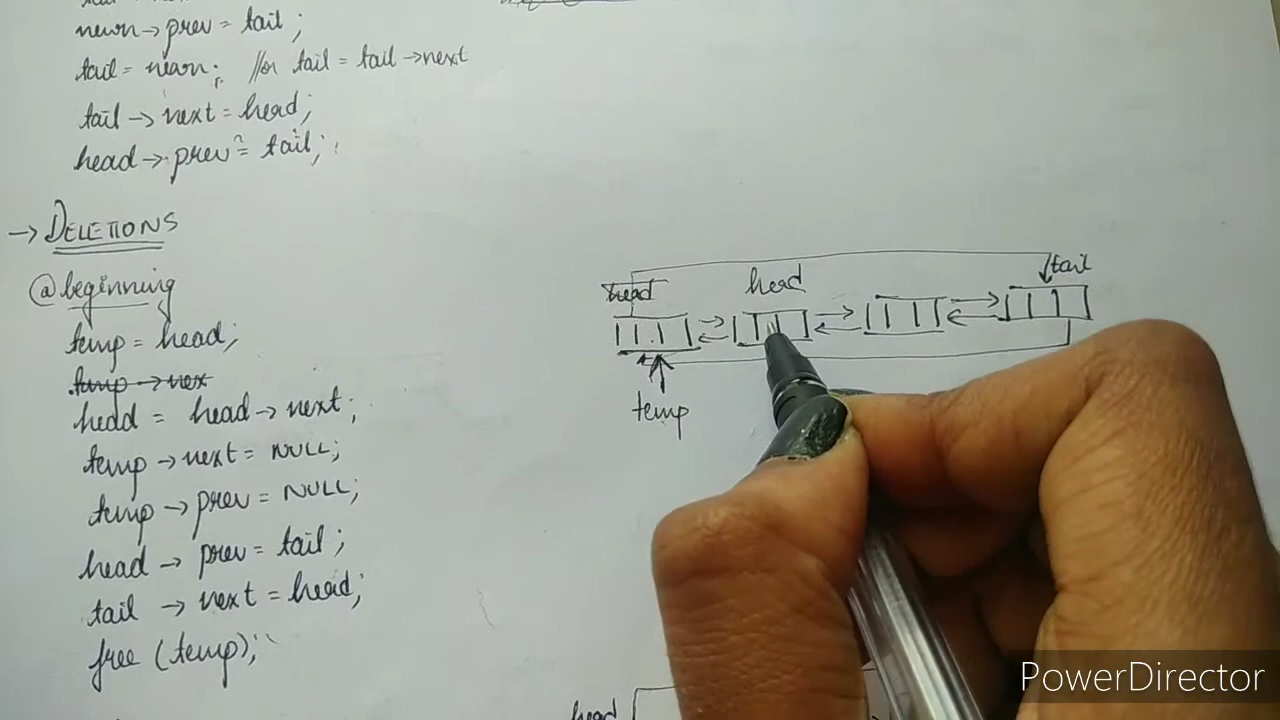 newn → prev = tail ;
tail = newn; //or tail = tail → next
tail → next = head;
head → prev = tail;
→ DELETIONS
@beginning
temp = head;
temp → nex
head = head → next;
temp → next = NULL;
temp → prev = NULL;
head → prev = tail ;
tail → next = head;
free (temp);
head head tail
temp
head
PowerDirector